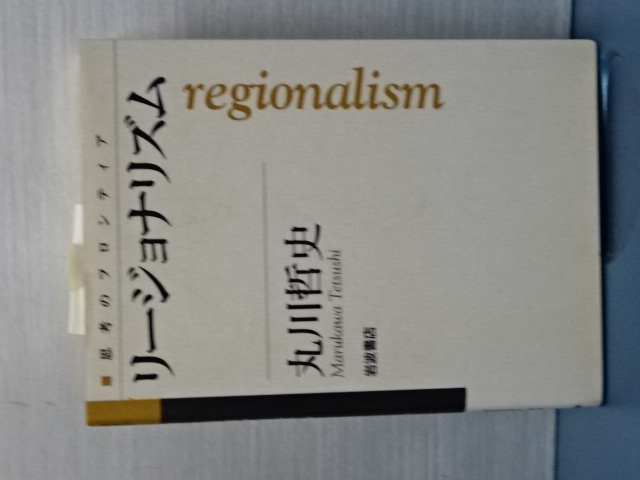 ■思考のフロンティア
リージョナリズム
regionalism
丸川哲史
Marukawa Tetsushi
岩波書店